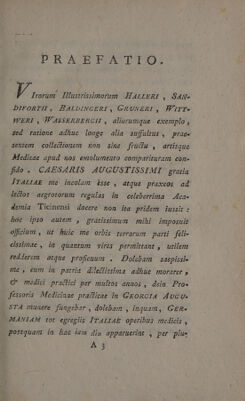 PRAEFATIO.
Virorum Illustrissimorum HALLERI, SAN-
DIFORTII, BALDINGERI, GRUNERI, WITT-
WERI, WASSERBERGII, aliorumque exemplo,
sed ratione adhuc longe alia suffultus, prae-
sentem collectionem non sine fructu, artisque
Medicae apud nos emolumento comparituram con-
fido. CAESARIS AUGUSTISSIMI gratia
ITALIAE me incolam esse, atque praxeos ad
lectos aegrotorum regulas in celeberrima Aca-
demia Ticinensi docere non ita pridem iussit:
hoc ipso autem, gratissimum mihi imposuit
officium, ut huic me orbis terrarum parti feli-
cissimae, in quantum vires permittant, utilem
redderem atque proficuum. Dolebam saepissi-
me, cum in patria dilectissima adhuc morarer,
& medici practici per multos annos, dein Pro-
fessoris Medicinae practicae in GEORGIA AUGU-
STA munere fungebar, dolebam, inquam, GER-
MANIAM tot egregiis ITALIAE operibus medicis,
postquam in hac iam diu apparuerint, per plu-
A 3